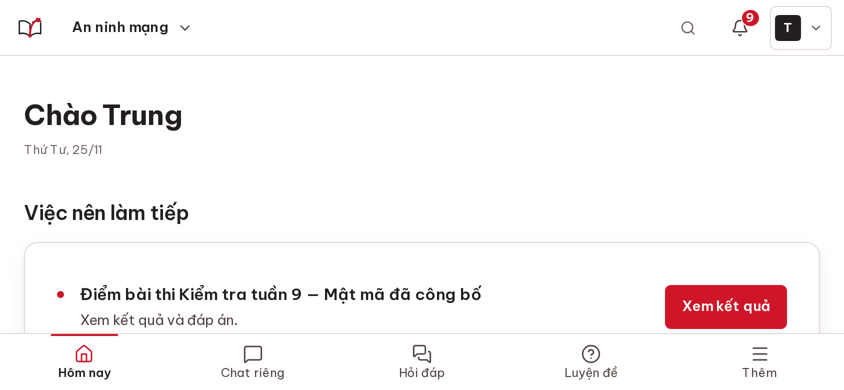 An ninh mạng
9
T
Chào Trung
Thứ Tư, 25/11
Việc nên làm tiếp
Điểm bài thi Kiểm tra tuần 9 — Mật mã đã công bố
Xem kết quả và đáp án.
Xem kết quả
Hôm nay
Chat riêng
Hỏi đáp
Luyện đề
Thêm